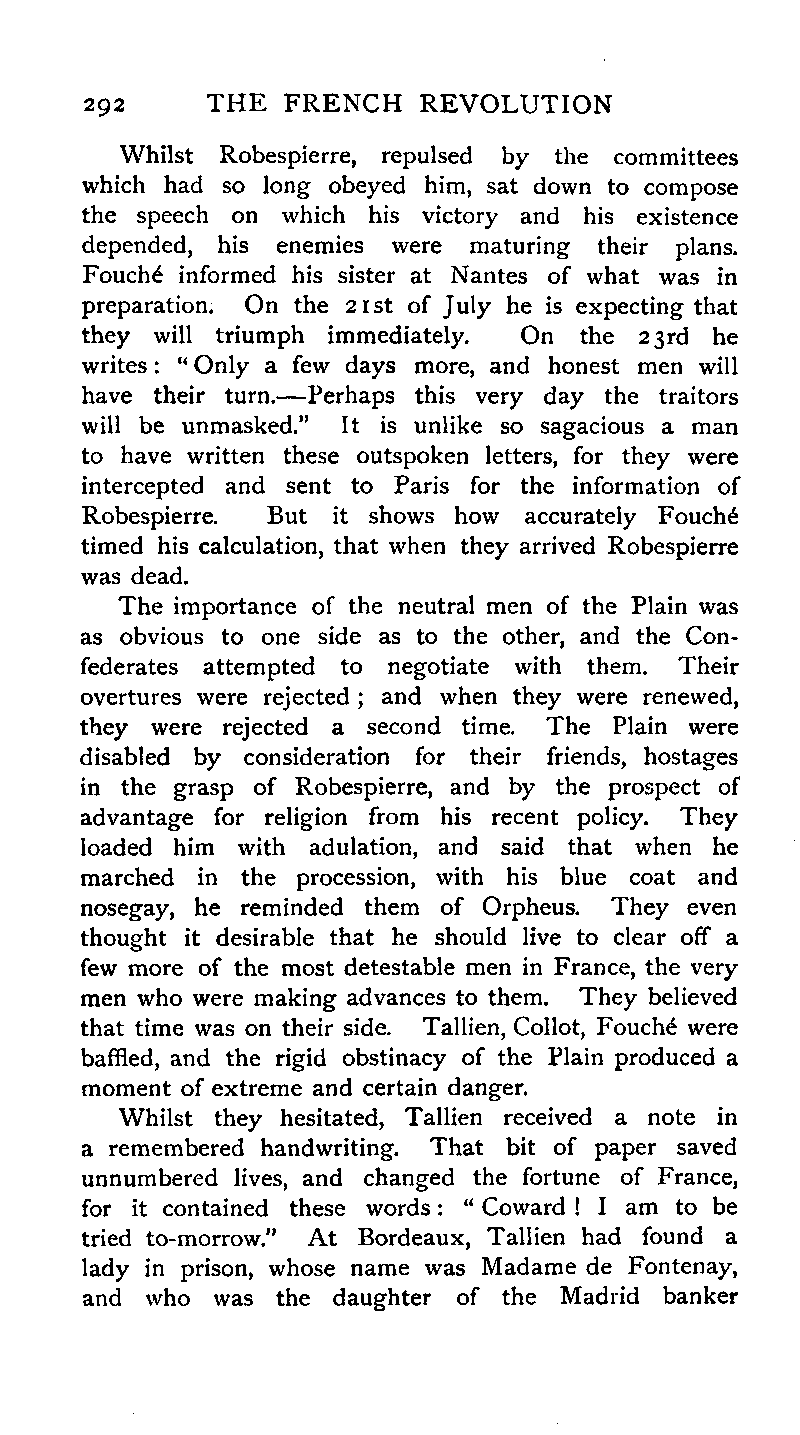 292 THE FRENCH REVOLUTION
Whilst Robespierre, repulsed by the committees
which had so long obeyed him, sat down to compose
the speech on which his victory and his existence
depended, his enemies were maturing their plans.
Fouché informed his sister at Nantes of what was in
preparation. On the 21st of July he is expecting that
they will triumph immediately. On the 23rd he
writes: "Only a few days more, and honest men will
have their turn.—Perhaps this very day the traitors
will be unmasked." It is unlike so sagacious a man
to have written these outspoken letters, for they were
intercepted and sent to Paris for the information of
Robespierre. But it shows how accurately Fouché
timed his calculation, that when they arrived Robespierre
was dead.
The importance of the neutral men of the Plain was
as obvious to one side as to the other, and the Con-
federates attempted to negotiate with them. Their
overtures were rejected; and when they were renewed,
they were rejected a second time. The Plain were
disabled by consideration for their friends, hostages
in the grasp of Robespierre, and by the prospect of
advantage for religion from his recent policy. They
loaded him with adulation, and said that when he
marched in the procession, with his blue coat and
nosegay, he reminded them of Orpheus. They even
thought it desirable that he should live to clear off a
few more of the most detestable men in France, the very
men who were making advances to them. They believed
that time was on their side. Tallien, Collot, Fouché were
baffled, and the rigid obstinacy of the Plain produced a
moment of extreme and certain danger.
Whilst they hesitated, Tallien received a note in
a remembered handwriting. That bit of paper saved
unnumbered lives, and changed the fortune of France,
for it contained these words: "Coward! I am to be
tried to-morrow." At Bordeaux, Tallien had found a
lady in prison, whose name was Madame de Fontenay,
and who was the daughter of the Madrid banker